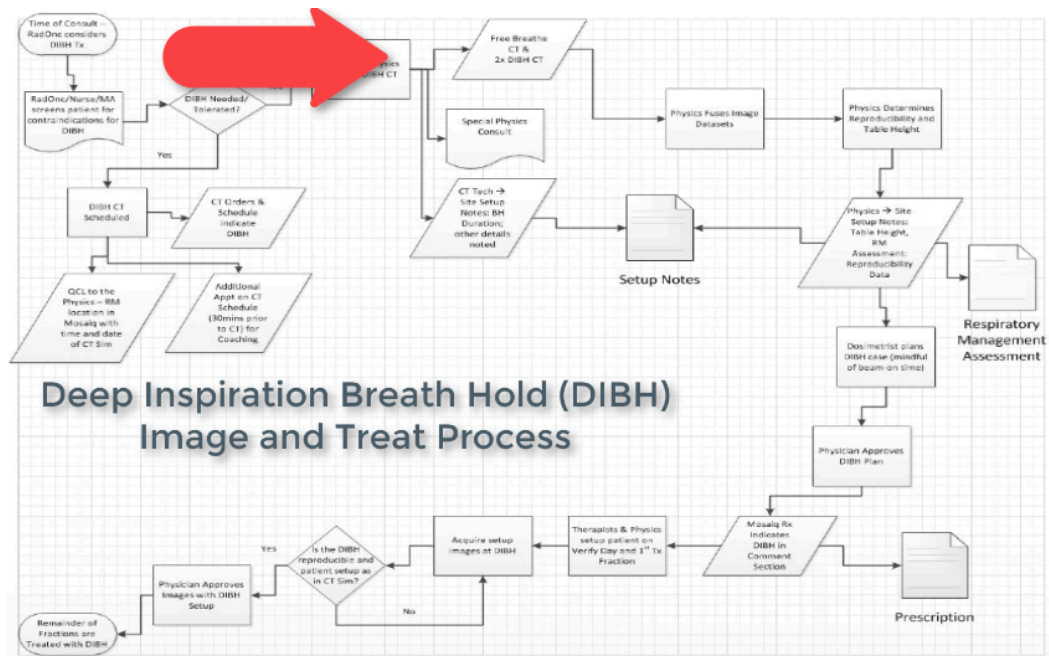 Time of Consult –
RadOnc considers
DIBH Tx
RadOnc/Nurse/MA
screens patient for
contraindications for
DIBH
DIBH Needed/
Tolerated?
Yes
DIBH CT
Free Breathe
CT &
2x DIBH CT
Special Physics
Consult
CT Tech →
Site Setup
Notes: BH
Duration;
other details
noted
Setup Notes
Physics Fuses Image
Datasets
Physics Determines
Reproducibility and
Table Height
Physics → Site
Setup Notes:
Table Height,
RM
Assessment:
Reproducibility
Data
Respiratory
Management
Assessment
DIBH CT
Scheduled
CT Orders &
Schedule
indicate
DIBH
QCL to the
Physics – RM
location in
Mosaiq with
time and date
of CT Sim
Additional
Appt on CT
Schedule
(30mins prior
to CT) for
Coaching
Deep Inspiration Breath Hold (DIBH)
Image and Treat Process
Dosimetrist plans
DIBH case (mindful
of beam-on time)
Physician Approves
DIBH Plan
Mosaiq Rx
Indicates
DIBH in
Comment
Section
Prescription
Therapists & Physics
setup patient on
Verify Day and 1st Tx
Fraction
Acquire setup
images at DIBH
Is the DIBH
reproducible and
patient setup as
in CT Sim?
Yes
No
Physician Approves
Images with DIBH
Setup
Remainder of
Fractions are
Treated with DIBH